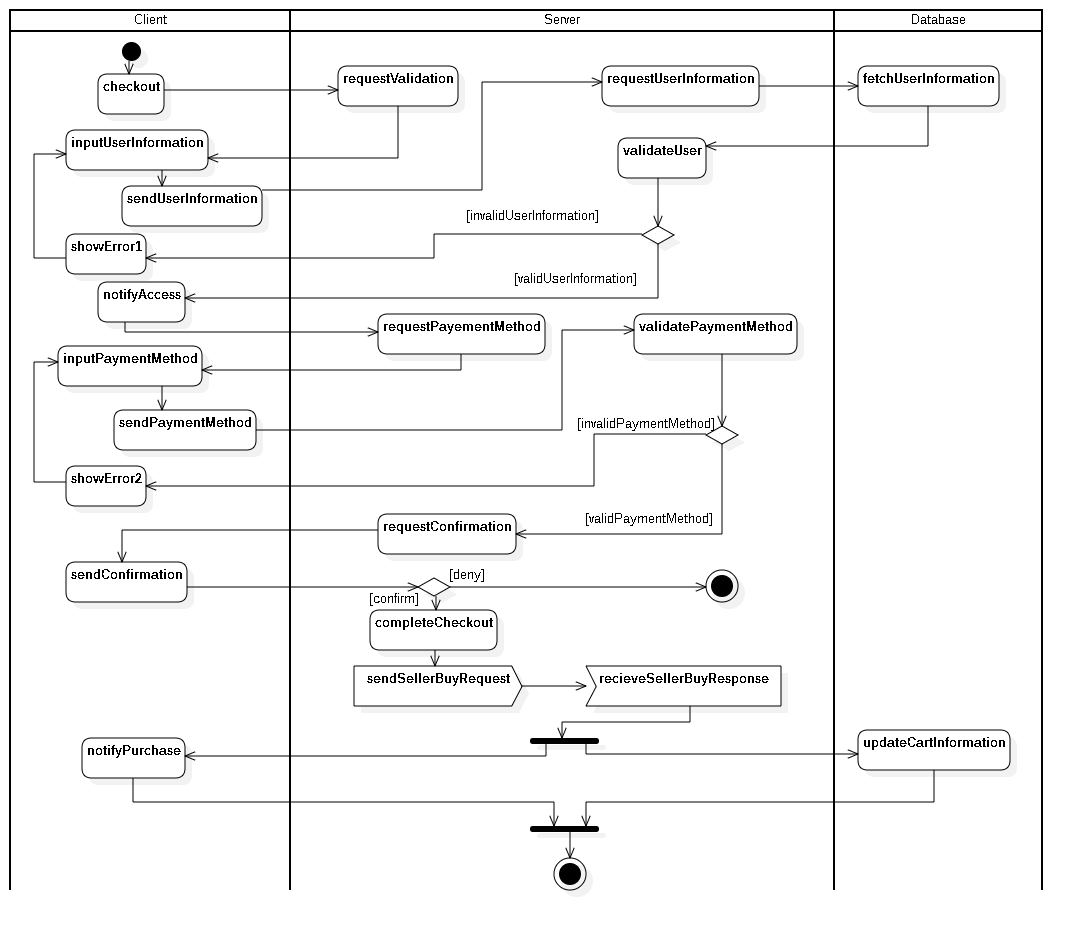 Client
Server
Database
checkout
requestValidation
requestUserInformation
fetchUserInformation
inputUserInformation
validateUser
sendUserInformation
[invalidUserInformation]
showError1
[validUserInformation]
notifyAccess
requestPayementMethod
validatePaymentMethod
inputPaymentMethod
sendPaymentMethod
[invalidPaymentMethod]
showError2
[validPaymentMethod]
requestConfirmation
sendConfirmation
[deny]
[confirm]
completeCheckout
sendSellerBuyRequest
recieveSellerBuyResponse
notifyPurchase
updateCartInformation